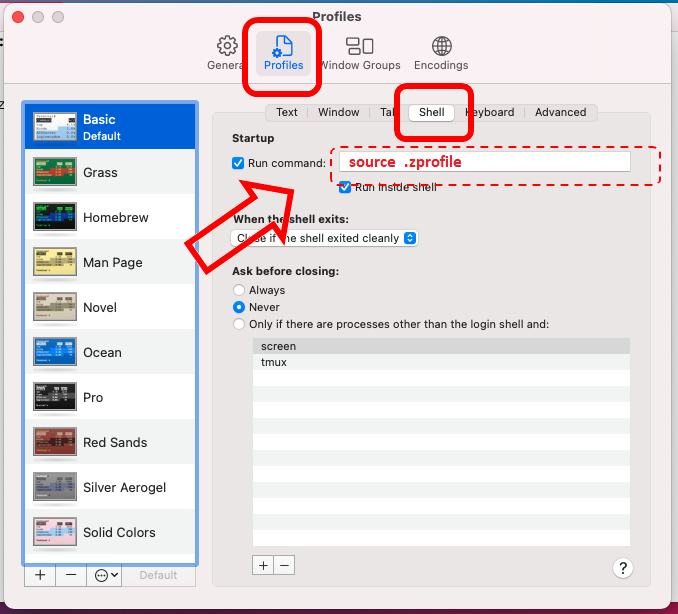 Profiles
General
Profiles
Window Groups
Encodings
Basic
Default
Grass
Homebrew
Man Page
Novel
Ocean
Pro
Red Sands
Silver Aerogel
Solid Colors
+ − Default
Text Window Shell Keyboard Advanced
Startup
Run command: source .zprofile
Run inside shell
When the shell exits:
Close if the shell exited cleanly
Ask before closing:
Always
Never
Only if there are processes other than the login shell and:
screen
tmux
+ −
?